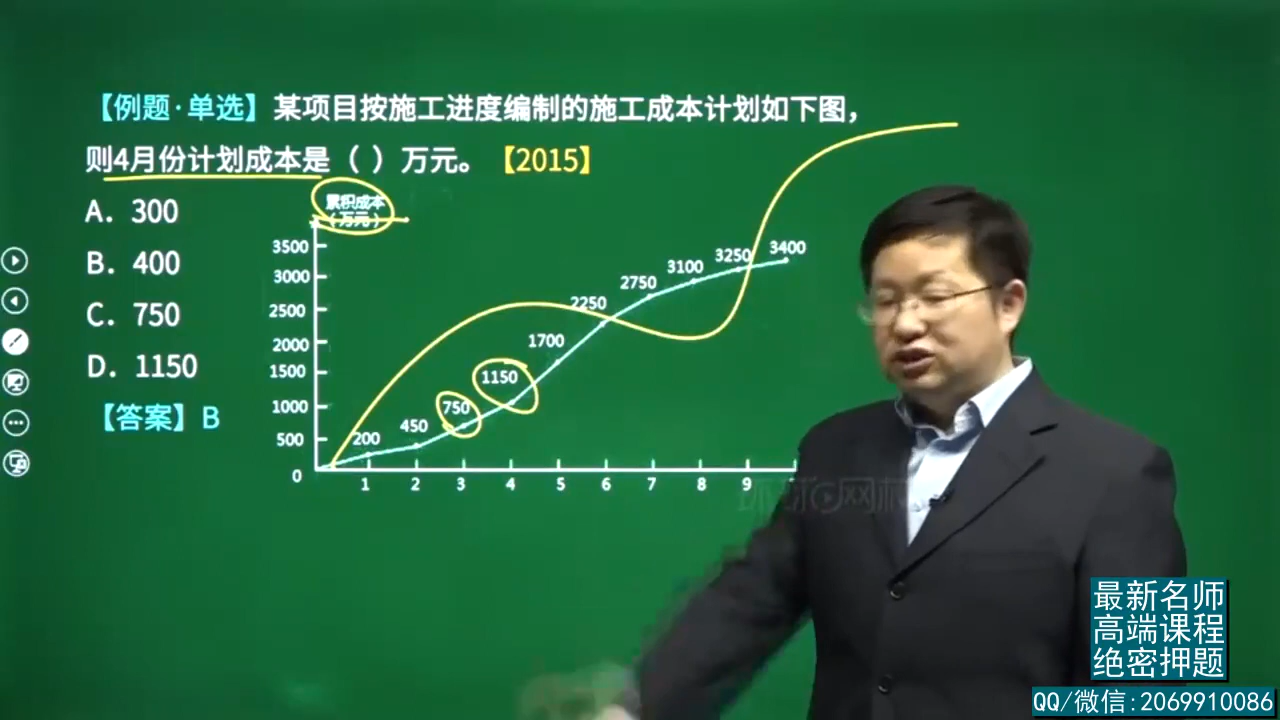 【例题·单选】某项目按施工进度编制的施工成本计划如下图，
则4月份计划成本是（ ）万元。【2015】
A. 300
B. 400
C. 750
D. 1150
【答案】B
累积成本
（万元）
3500
3000
2500
2000
1500
1000
500
0
200
450
750
1150
1700
2250
2750
3100
3250
3400
1
2
3
4
5
6
7
8
9
最新名师
高端课程
绝密押题
QQ/微信:2069910086